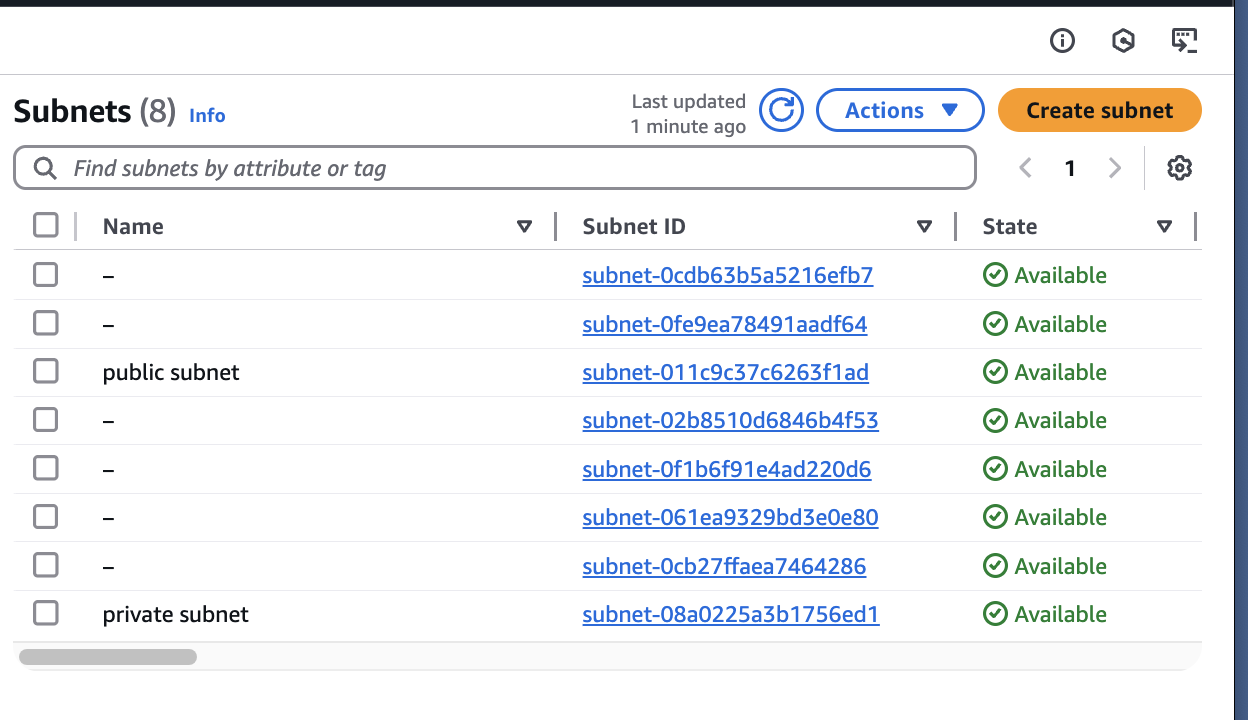 Subnets (8) Info
Last updated
1 minute ago
Actions
Create subnet
Find subnets by attribute or tag
1
Name Subnet ID State
– subnet-0cdb63b5a5216efb7 Available
– subnet-0fe9ea78491aadf64 Available
public subnet subnet-011c9c37c6263f1ad Available
– subnet-02b8510d6846b4f53 Available
– subnet-0f1b6f91e4ad220d6 Available
– subnet-061ea9329bd3e0e80 Available
– subnet-0cb27ffaea7464286 Available
private subnet subnet-08a0225a3b1756ed1 Available